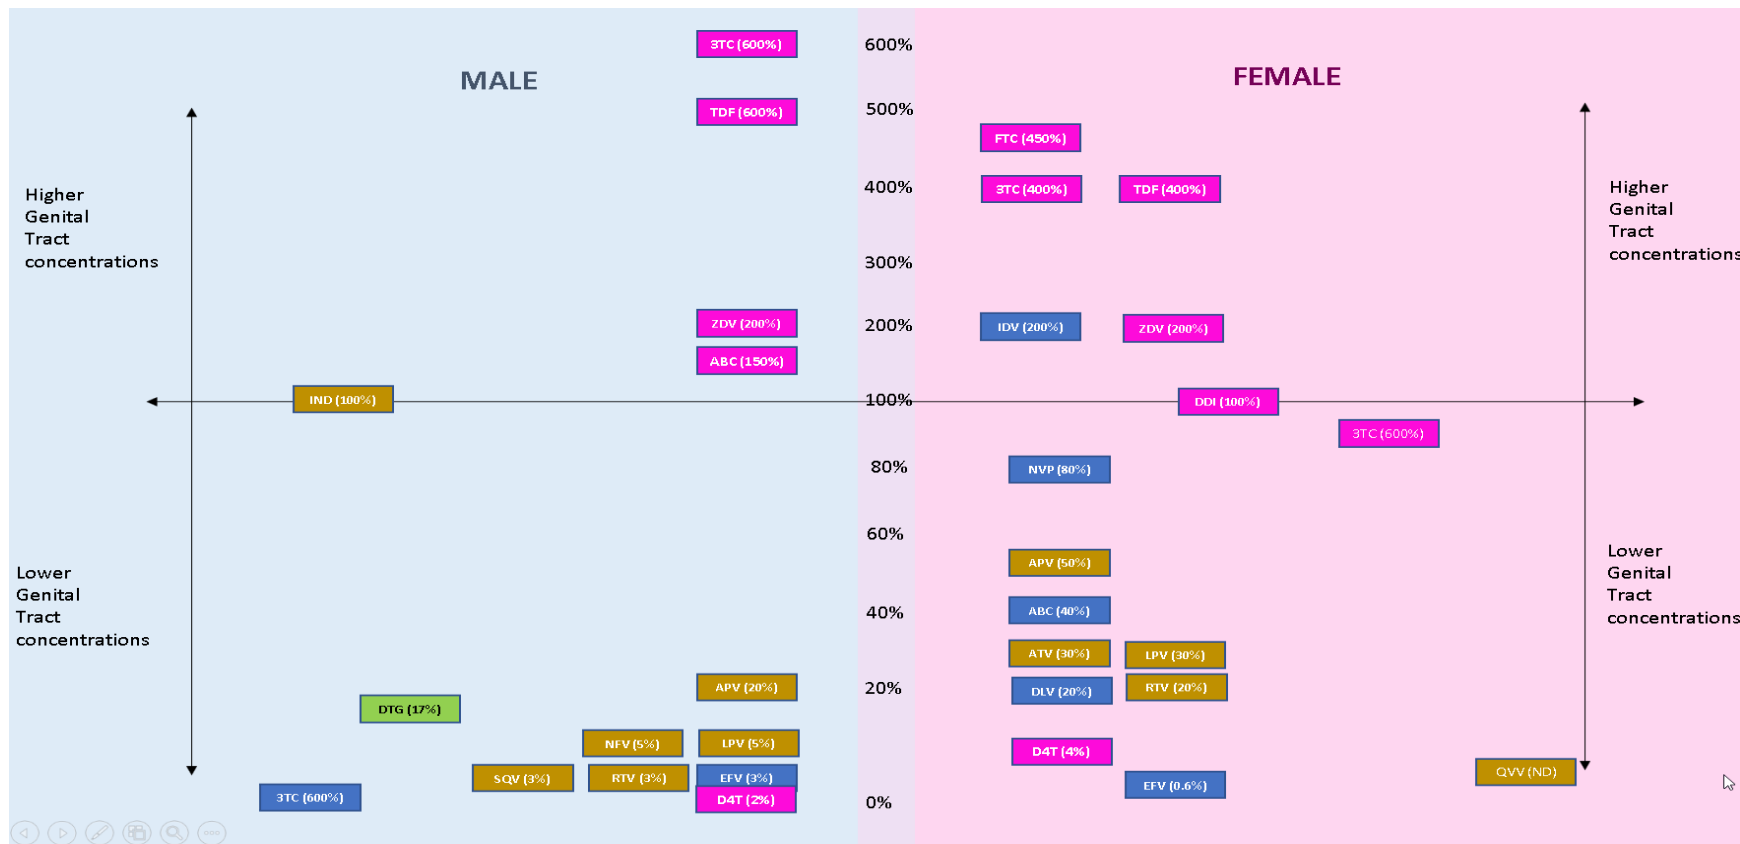 MALE
FEMALE
3TC (600%)
TDF (600%)
Higher
Genital
Tract
concentrations
ZDV (200%)
ABC (150%)
IND (100%)
Lower
Genital
Tract
concentrations
APV (20%)
DTG (17%)
NFV (5%)
LPV (5%)
SQV (3%)
RTV (3%)
EFV (3%)
3TC (600%)
D4T (2%)
600%
500%
400%
300%
200%
100%
80%
60%
40%
20%
0%
FTC (450%)
3TC (400%)
TDF (400%)
Higher
Genital
Tract
concentrations
IDV (200%)
ZDV (200%)
DDI (100%)
3TC (600%)
NVP (80%)
APV (50%)
ABC (40%)
Lower
Genital
Tract
concentrations
ATV (30%)
LPV (30%)
DLV (20%)
RTV (20%)
D4T (4%)
QVV (ND)
EFV (0.6%)